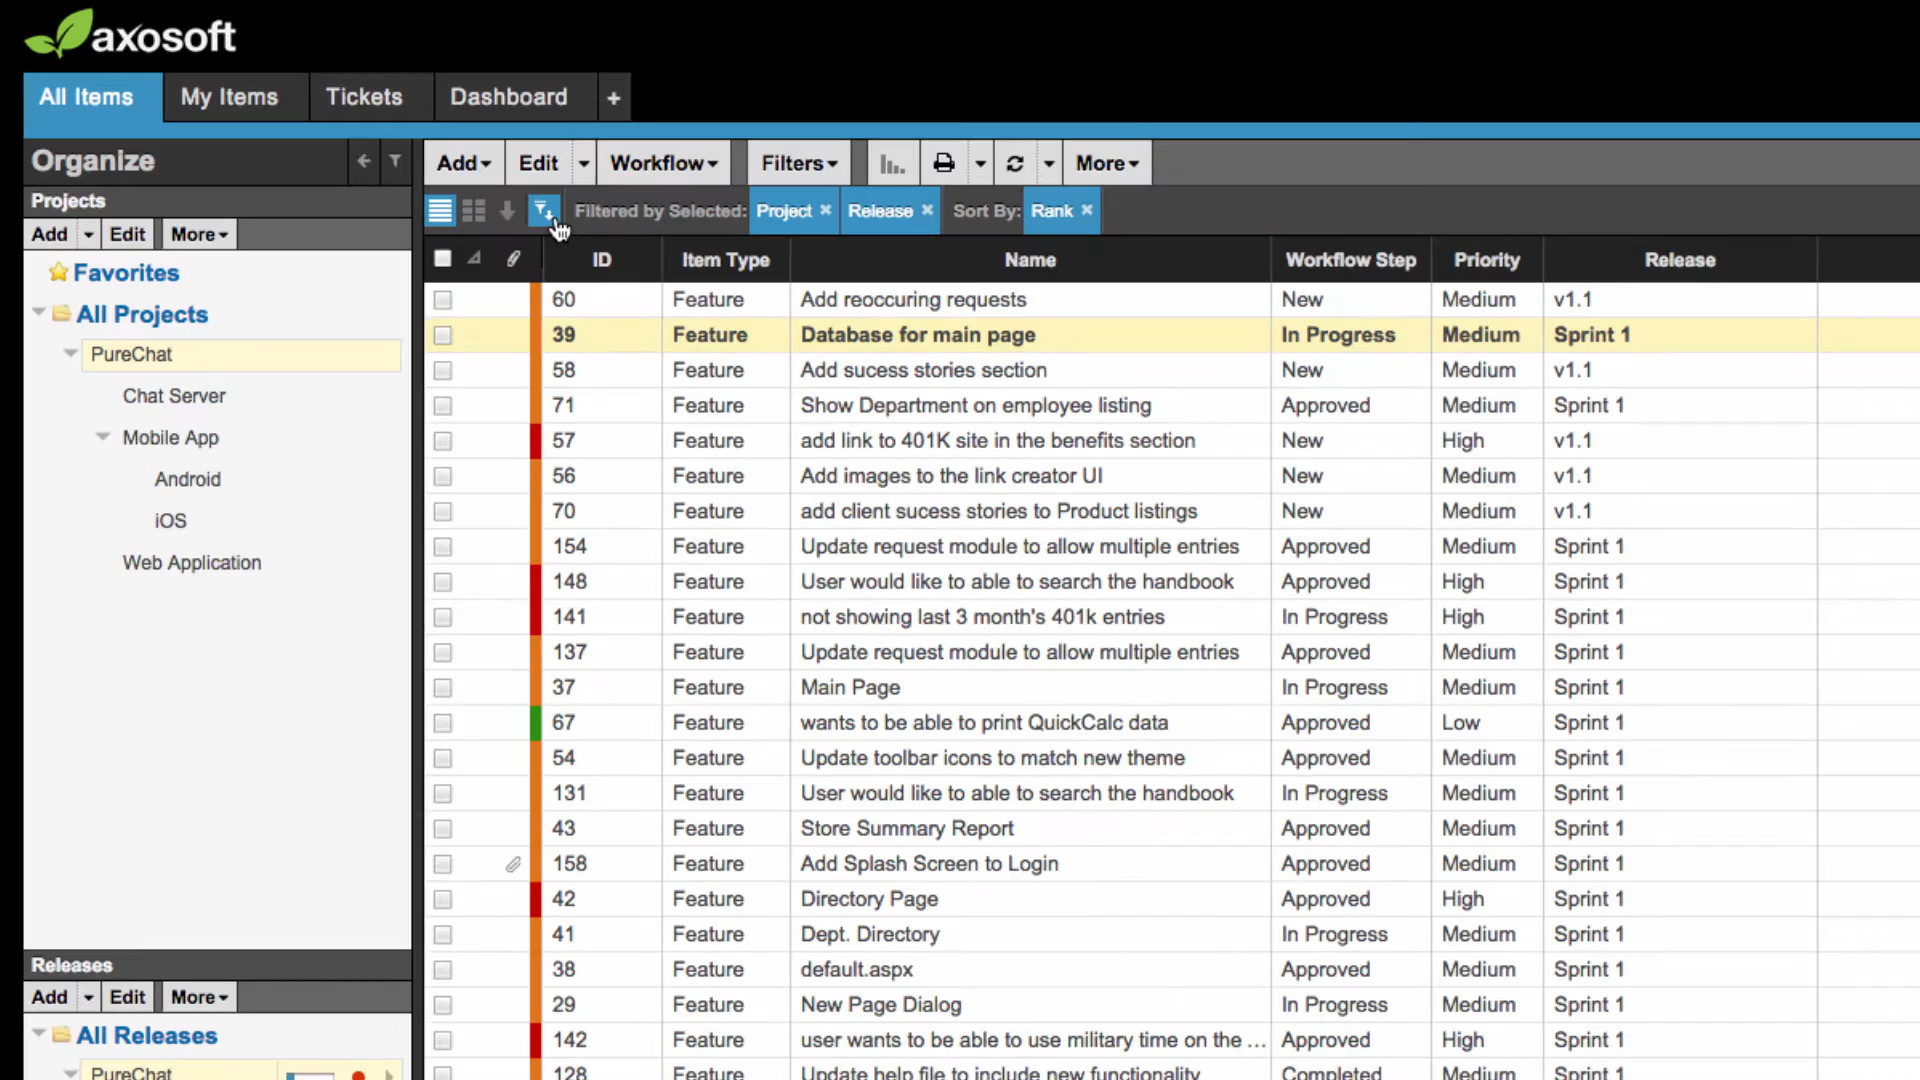 axosoft
All Items My Items Tickets Dashboard +
Organize
Add Edit Workflow Filters More
Projects
Filtered by Selected: Project × Release × Sort By: Rank ×
Add Edit More
ID Item Type Name Workflow Step Priority Release
Favorites
All Projects
PureChat
Chat Server
Mobile App
Android
iOS
Web Application
60 Feature Add reoccuring requests New Medium v1.1
39 Feature Database for main page In Progress Medium Sprint 1
58 Feature Add sucess stories section New Medium v1.1
71 Feature Show Department on employee listing Approved Medium Sprint 1
57 Feature add link to 401K site in the benefits section New High v1.1
56 Feature Add images to the link creator UI New Medium v1.1
70 Feature add client sucess stories to Product listings New Medium v1.1
154 Feature Update request module to allow multiple entries Approved Medium Sprint 1
148 Feature User would like to able to search the handbook Approved High Sprint 1
141 Feature not showing last 3 month's 401k entries In Progress High Sprint 1
137 Feature Update request module to allow multiple entries Approved Medium Sprint 1
37 Feature Main Page In Progress Medium Sprint 1
67 Feature wants to be able to print QuickCalc data Approved Low Sprint 1
54 Feature Update toolbar icons to match new theme Approved Medium Sprint 1
131 Feature User would like to able to search the handbook In Progress Medium Sprint 1
43 Feature Store Summary Report Approved Medium Sprint 1
158 Feature Add Splash Screen to Login Approved Medium Sprint 1
42 Feature Directory Page Approved High Sprint 1
41 Feature Dept. Directory In Progress Medium Sprint 1
38 Feature default.aspx Approved Medium Sprint 1
29 Feature New Page Dialog In Progress Medium Sprint 1
142 Feature user wants to be able to use military time on the ... Approved High Sprint 1
128 Feature Update help file to include new functionality Completed Medium Sprint 1
Releases
Add Edit More
All Releases
PureChat